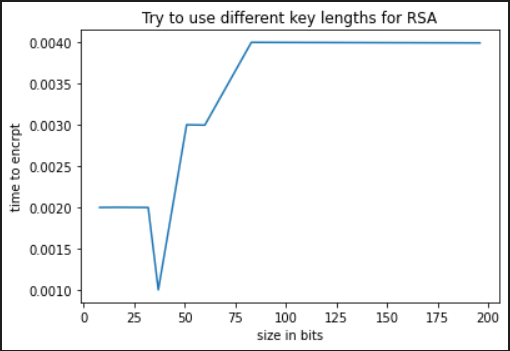 Try to use different key lengths for RSA
0.0040
0.0035
0.0030
0.0025
0.0020
0.0015
0.0010
time to encrpt
0 25 50 75 100 125 150 175 200
size in bits